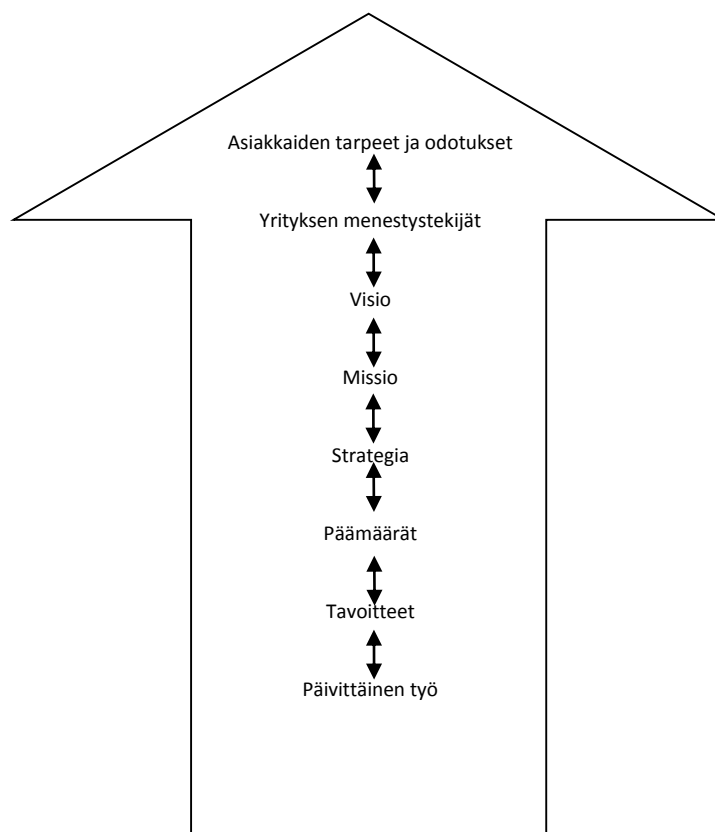 Asiakkaiden tarpeet ja odotukset
Yrityksen menestystekijät
Visio
Missio
Strategia
Päämäärät
Tavoitteet
Päivittäinen työ